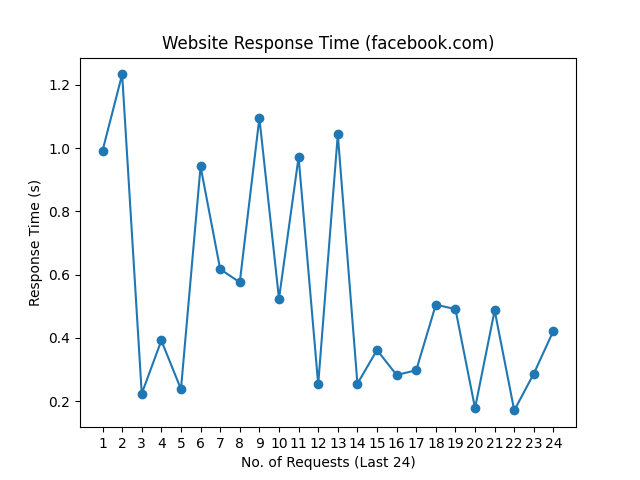 Website Response Time (facebook.com)
1.2
1.0
0.8
0.6
0.4
0.2
Response Time (s)
1 2 3 4 5 6 7 8 9 10 11 12 13 14 15 16 17 18 19 20 21 22 23 24
No. of Requests (Last 24)